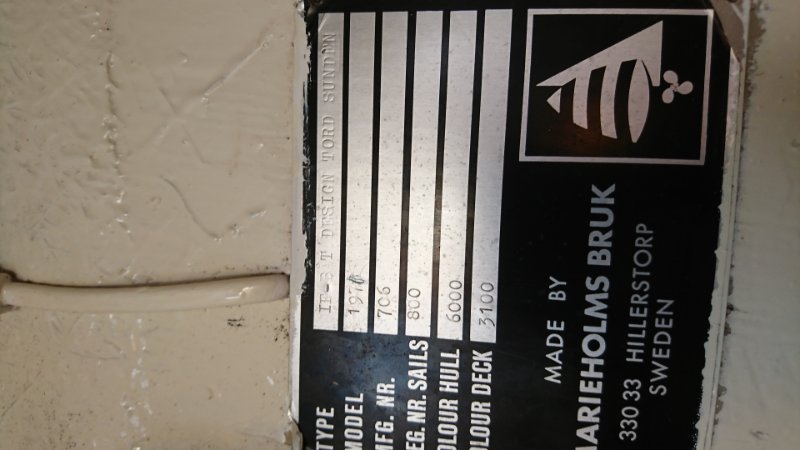 TYPE IF-B T DESIGN TORD SUNDEN
MODEL
MFG. NR. 706
EG.NR.SAILS 800
OLOUR HULL 6000
OLOUR DECK 3100
MADE BY
ARIEHOLMS BRUK
330 33 HILLERSTORP
SWEDEN